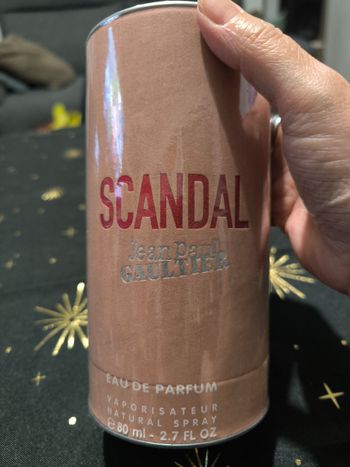 SCANDAL
Jean Paul
GAULTIER
EAU DE PARFUM
VAPORISATEUR
NATURAL SPRAY
e 80 ml - 2.7 FL OZ